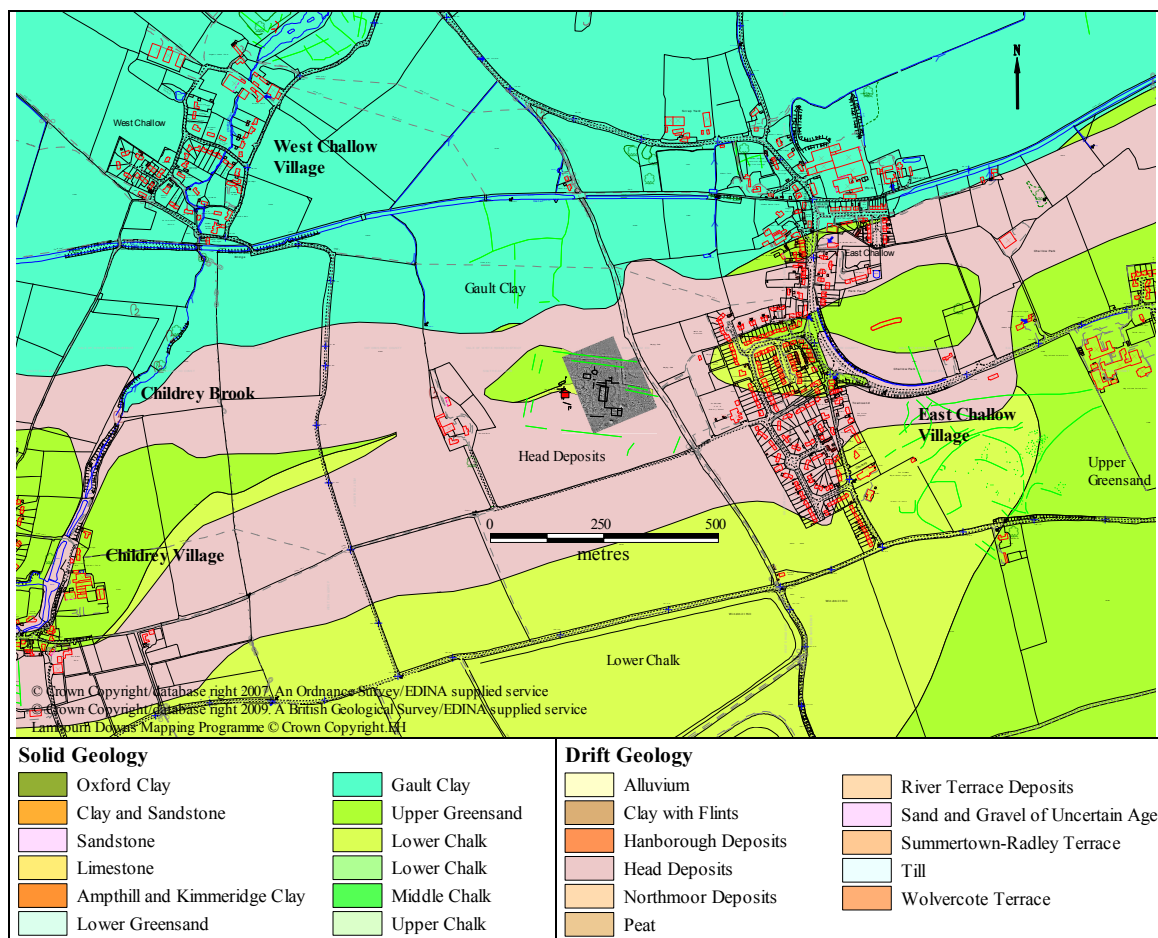 N
West Challow
West Challow
Village
East Challow
Gault Clay
Childrey Brook
East Challow
Village
Head Deposits
Upper
Greensand
0 250 500
metres
Childrey Village
Lower Chalk
© Crown Copyright/database right 2007. An Ordnance Survey/EDINA supplied service
© Crown Copyright/database right 2009. A British Geological Survey/EDINA supplied service
Lambourn Downs Mapping Programme © Crown Copyright.EH
Solid Geology
Oxford Clay
Clay and Sandstone
Sandstone
Limestone
Ampthill and Kimmeridge Clay
Lower Greensand
Gault Clay
Upper Greensand
Lower Chalk
Lower Chalk
Middle Chalk
Upper Chalk
Drift Geology
Alluvium
Clay with Flints
Hanborough Deposits
Head Deposits
Northmoor Deposits
Peat
River Terrace Deposits
Sand and Gravel of Uncertain Age
Summertown-Radley Terrace
Till
Wolvercote Terrace